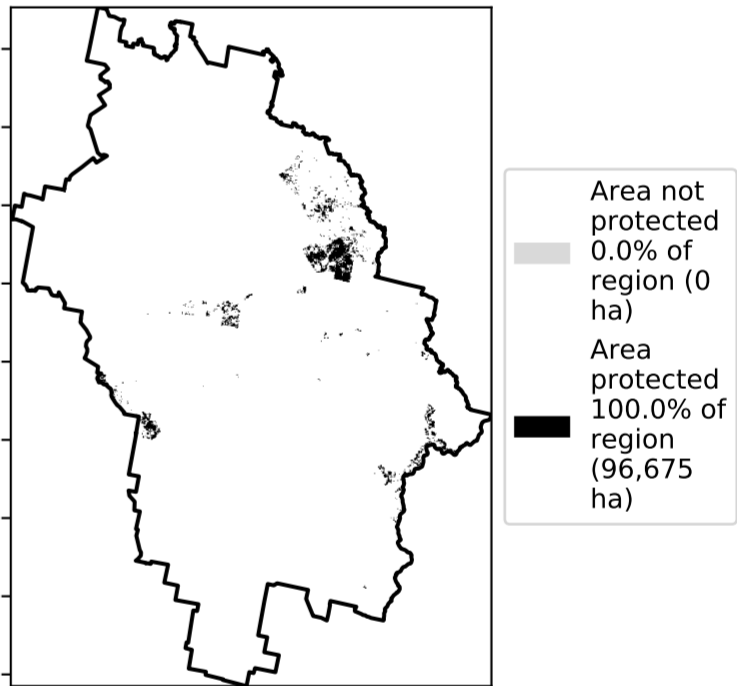 Area not
protected
0.0% of
region (0
ha)
Area
protected
100.0% of
region
(96,675
ha)